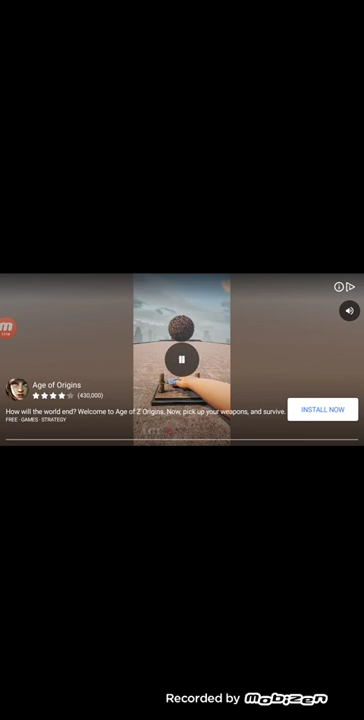 Age of Origins
(430,000)
How will the world end? Welcome to Age of Z Origins. Now, pick up your weapons, and survive.
INSTALL NOW
FREE · GAMES · STRATEGY
Recorded by mobizen